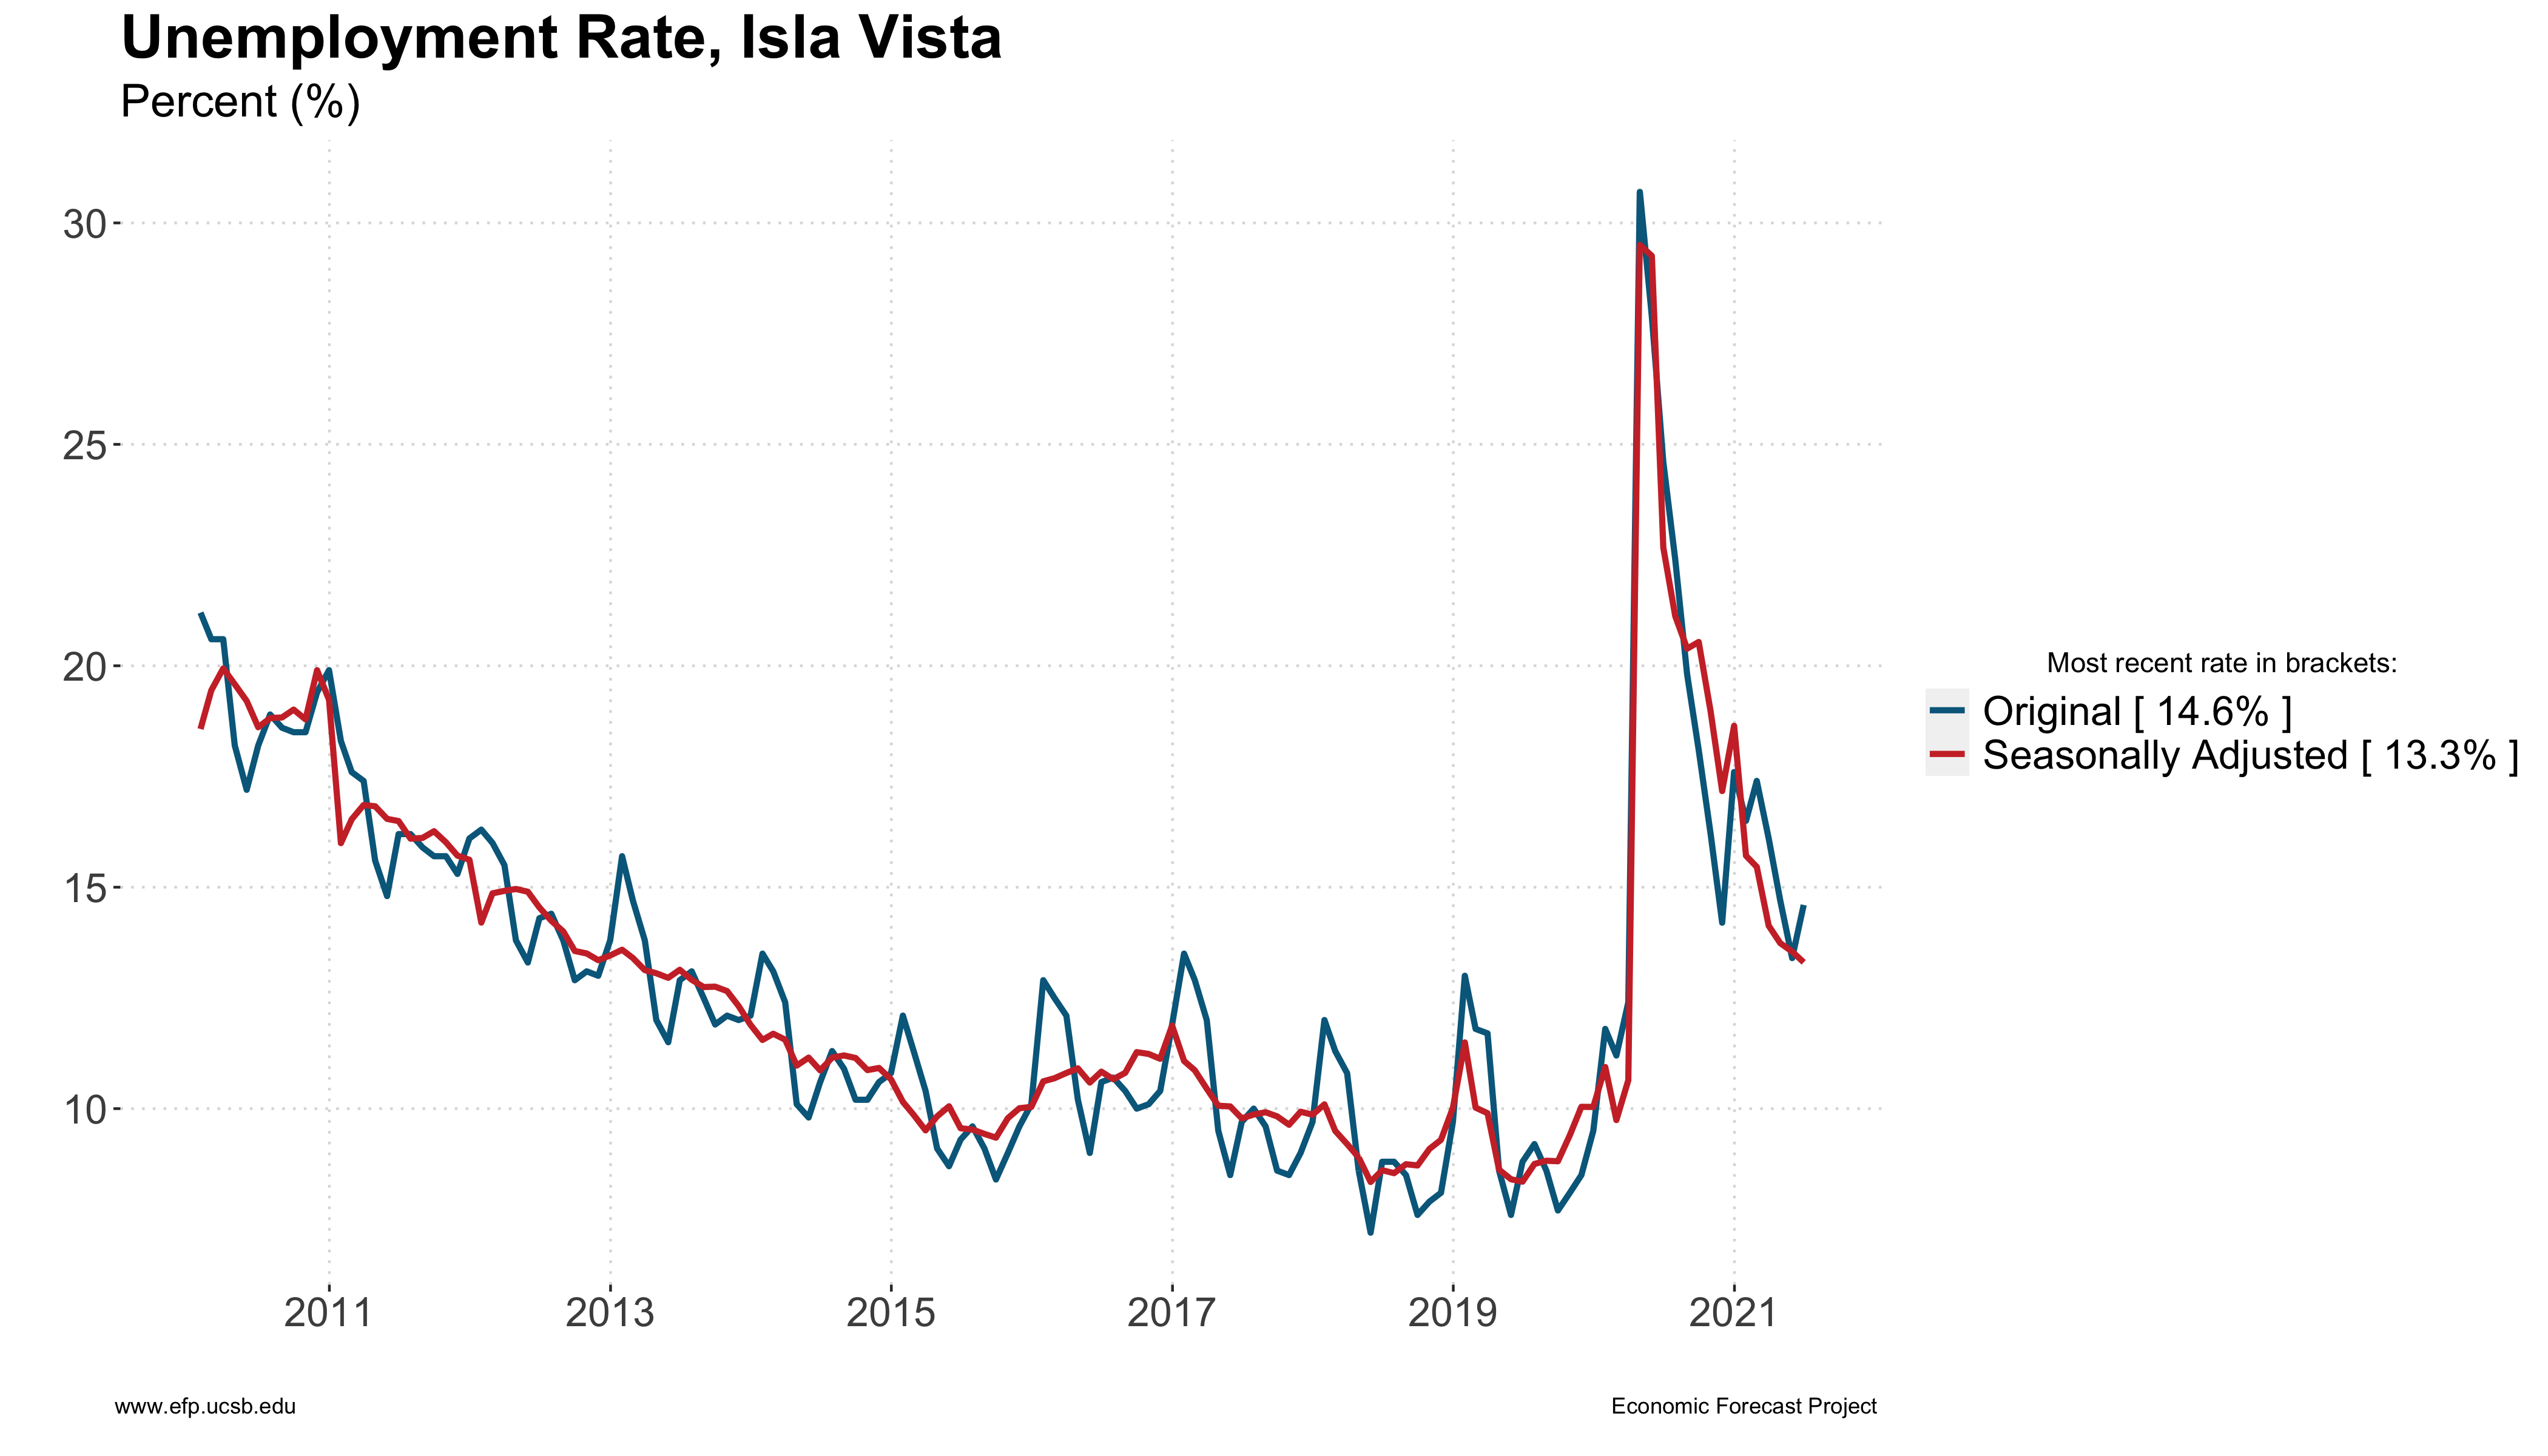 Unemployment Rate, Isla Vista
Percent (%)
30
25
20
15
10
2011
2013
2015
2017
2019
2021
Most recent rate in brackets:
Original [ 14.6% ]
Seasonally Adjusted [ 13.3% ]
www.efp.ucsb.edu
Economic Forecast Project